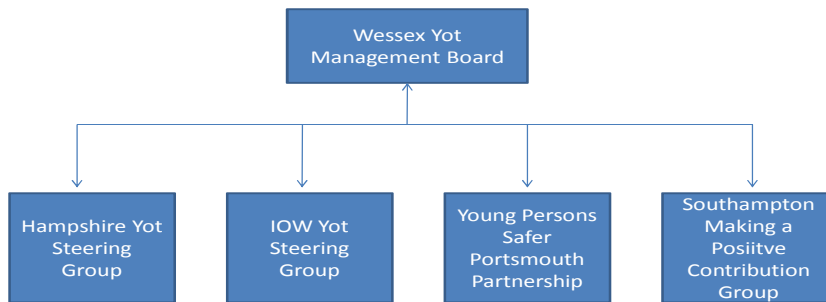 Wessex Yot
Management Board
Hampshire Yot
Steering
Group
IOW Yot
Steering
Group
Young Persons
Safer
Portsmouth
Partnership
Southampton
Making a
Posiitve
Contribution
Group